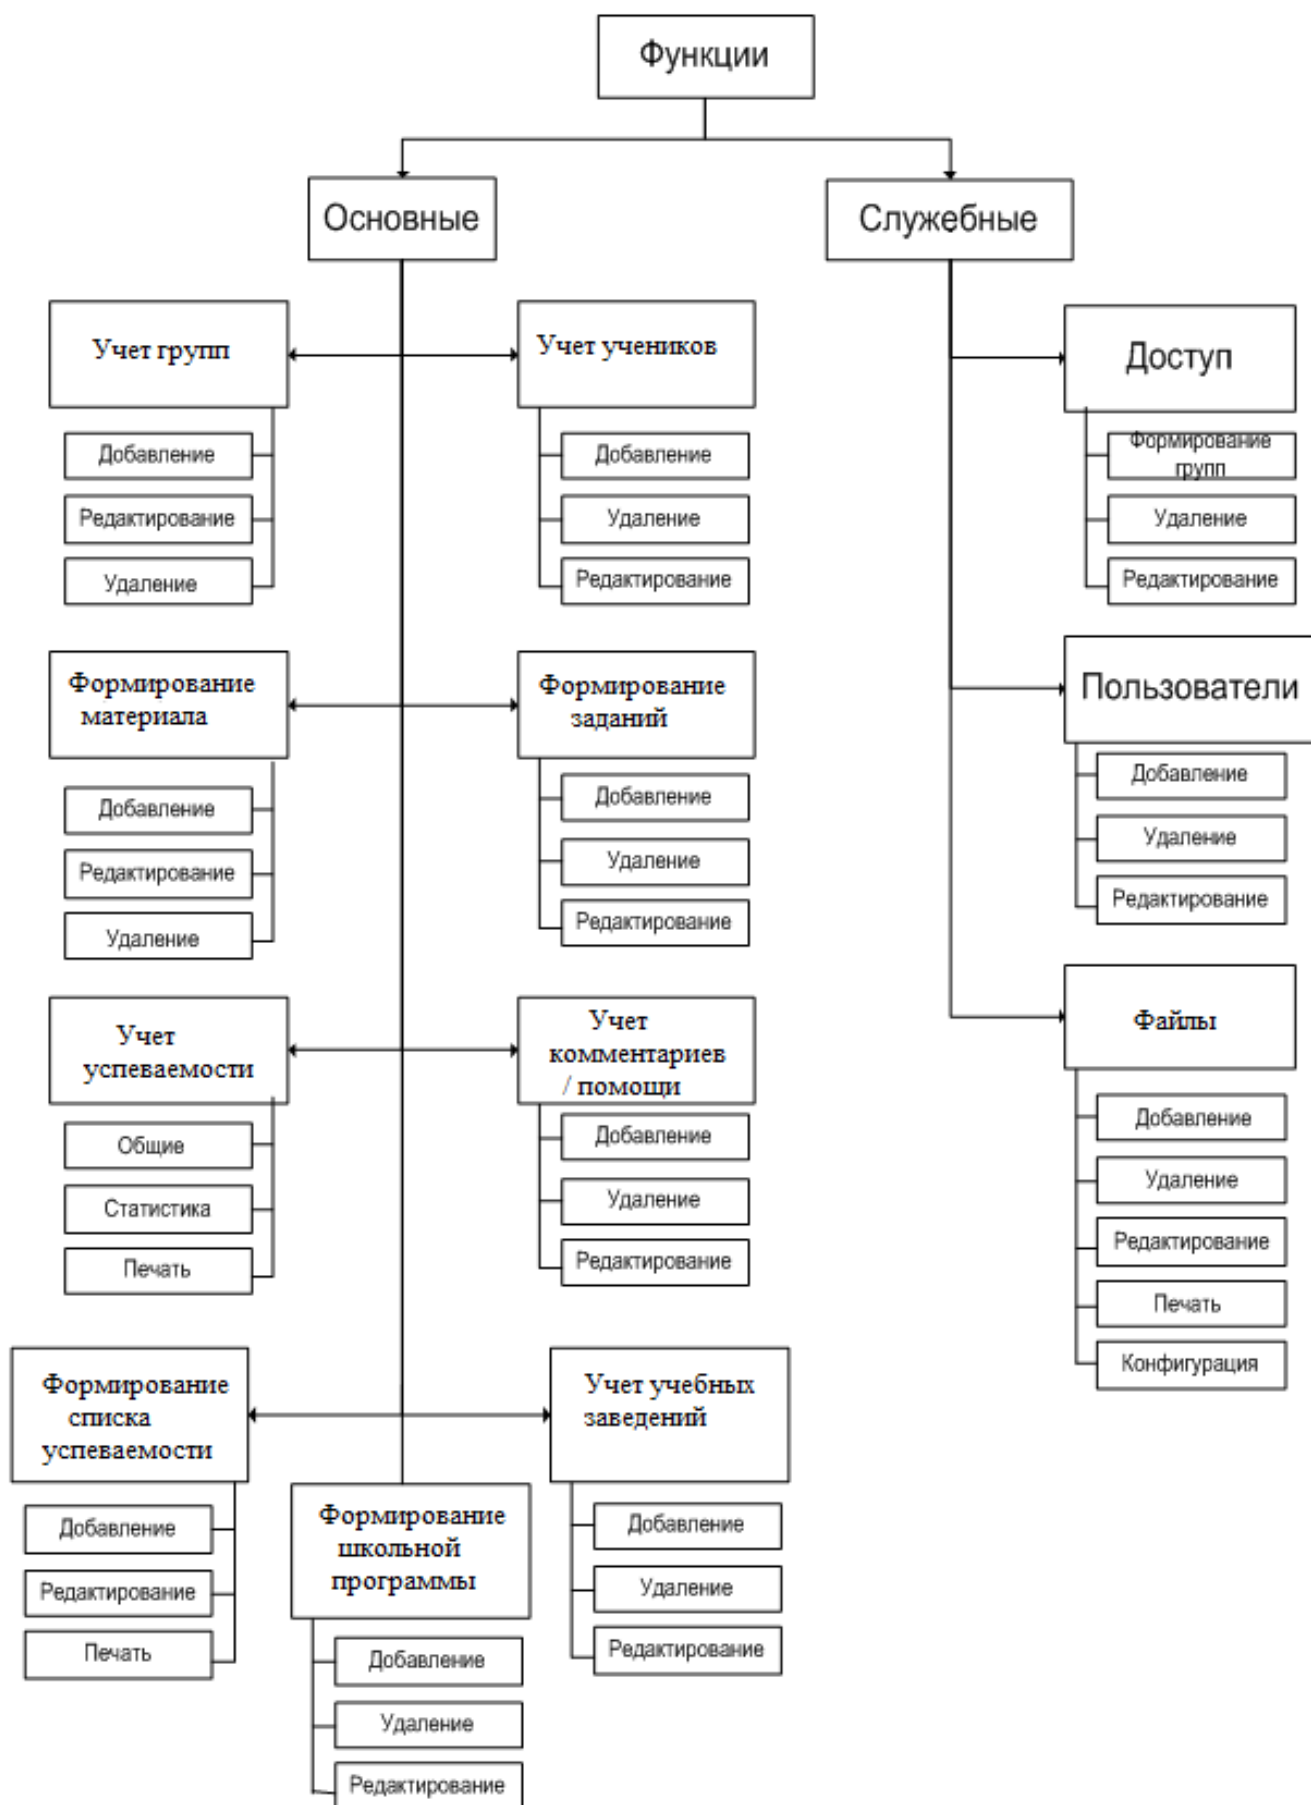 Функции
Основные
Служебные
Учет групп
Добавление
Редактирование
Удаление
Учет учеников
Добавление
Удаление
Редактирование
Формирование
материала
Добавление
Редактирование
Удаление
Формирование
заданий
Добавление
Удаление
Редактирование
Учет
успеваемости
Общие
Статистика
Печать
Учет
комментариев
/ помощи
Добавление
Удаление
Редактирование
Формирование
списка
успеваемости
Добавление
Редактирование
Печать
Формирование
школьной
программы
Добавление
Удаление
Редактирование
Учет учебных
заведений
Добавление
Удаление
Редактирование
Доступ
Формирование
групп
Удаление
Редактирование
Пользователи
Добавление
Удаление
Редактирование
Файлы
Добавление
Удаление
Редактирование
Печать
Конфигурация